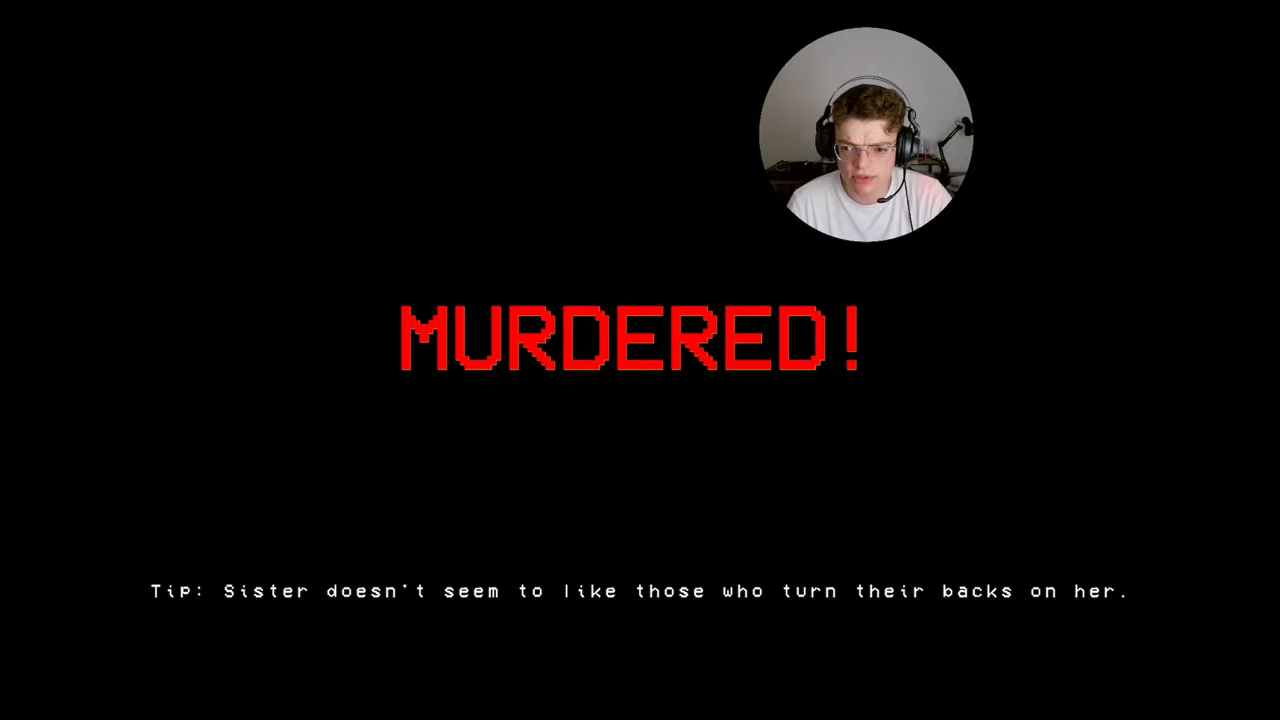 MURDERED!
Tip: Sister doesn't seem to like those who turn their backs on her.